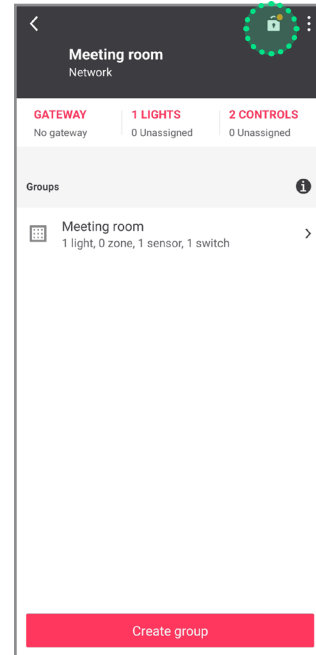 Meeting room
Network
GATEWAY
No gateway
1 LIGHTS
0 Unassigned
2 CONTROLS
0 Unassigned
Groups
Meeting room
1 light, 0 zone, 1 sensor, 1 switch
Create group